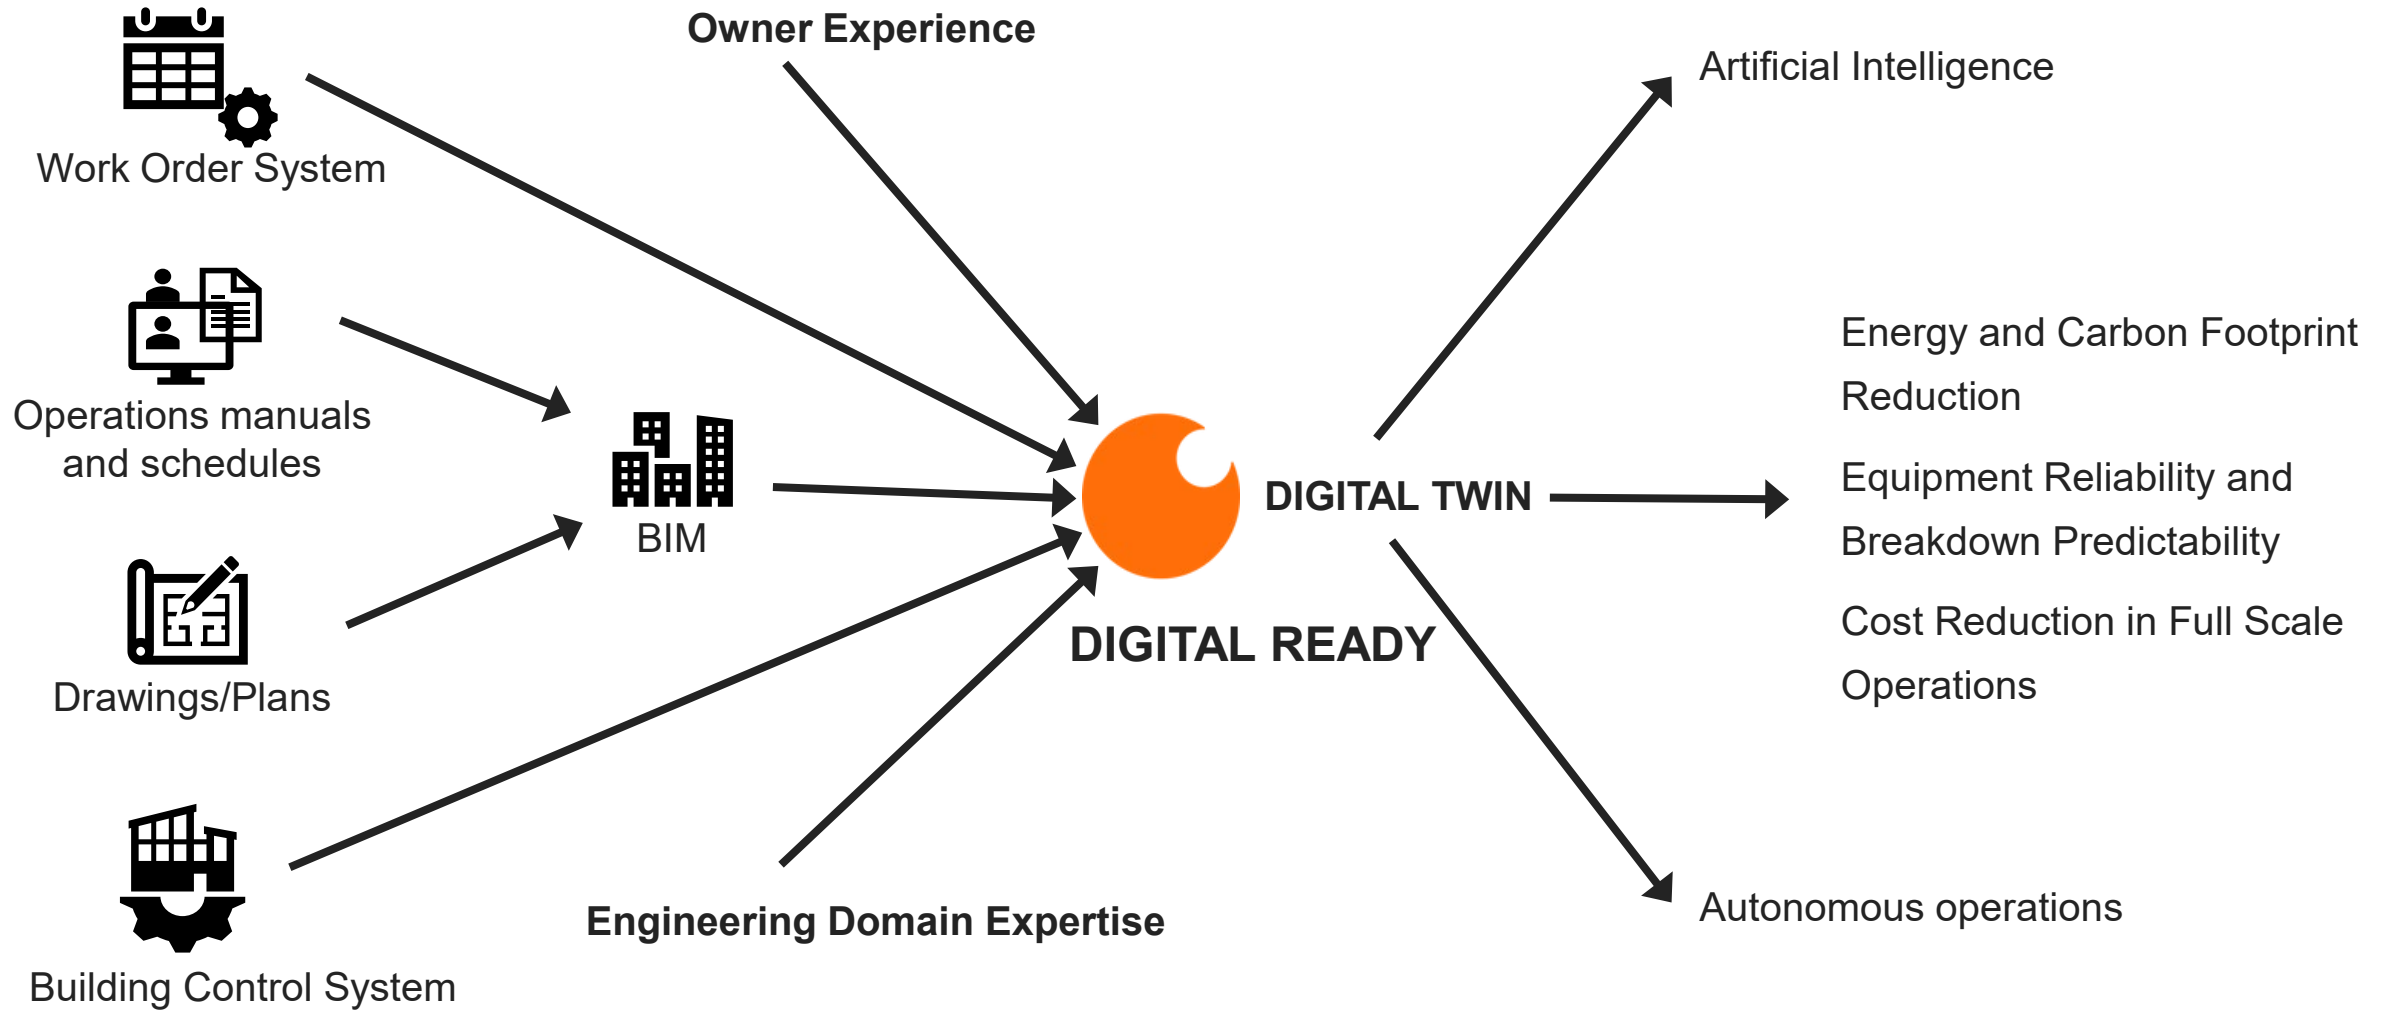 Owner Experience
Work Order System
Operations manuals
and schedules
BIM
Drawings/Plans
Building Control System
Engineering Domain Expertise
DIGITAL TWIN
DIGITAL READY
Artificial Intelligence
Energy and Carbon Footprint
Reduction
Equipment Reliability and
Breakdown Predictability
Cost Reduction in Full Scale
Operations
Autonomous operations